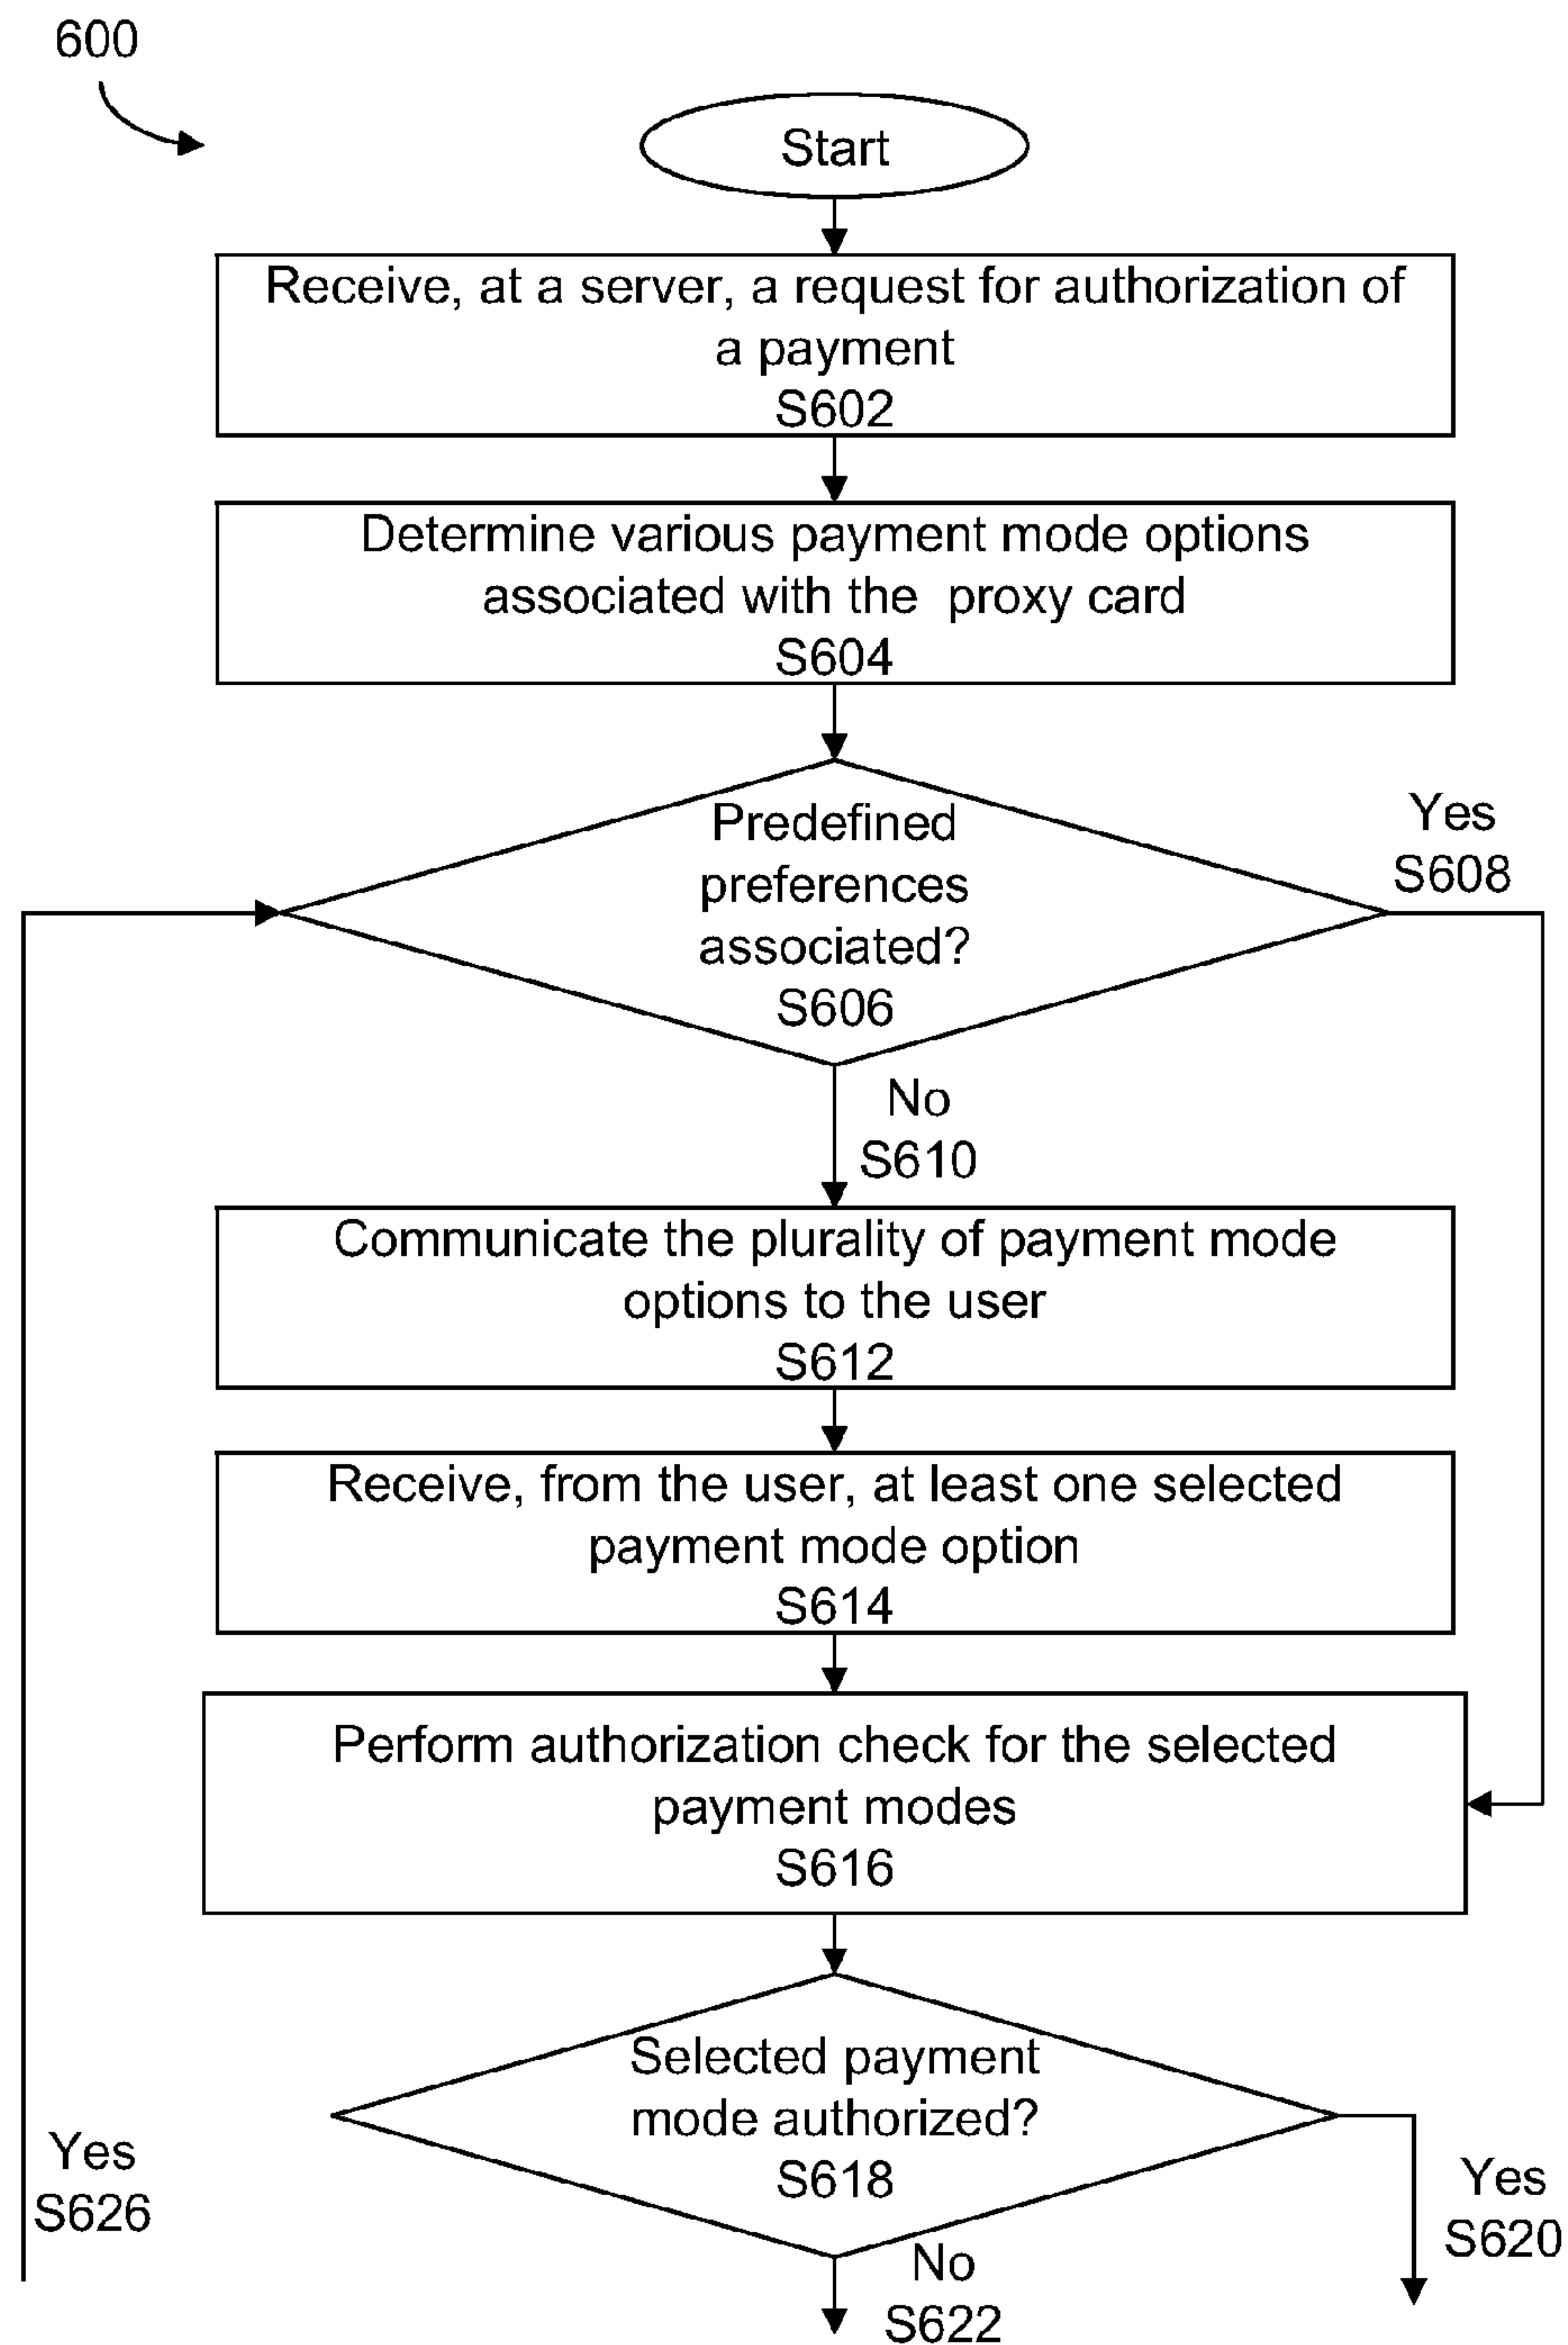 600
Start
Receive, at a server, a request for authorization of
a payment
S602
Determine various payment mode options
associated with the proxy card
S604
Predefined
preferences
associated?
S606
Yes
S608
No
S610
Communicate the plurality of payment mode
options to the user
S612
Receive, from the user, at least one selected
payment mode option
S614
Perform authorization check for the selected
payment modes
S616
Selected payment
mode authorized?
S618
Yes
S626
Yes
S620
No
S622